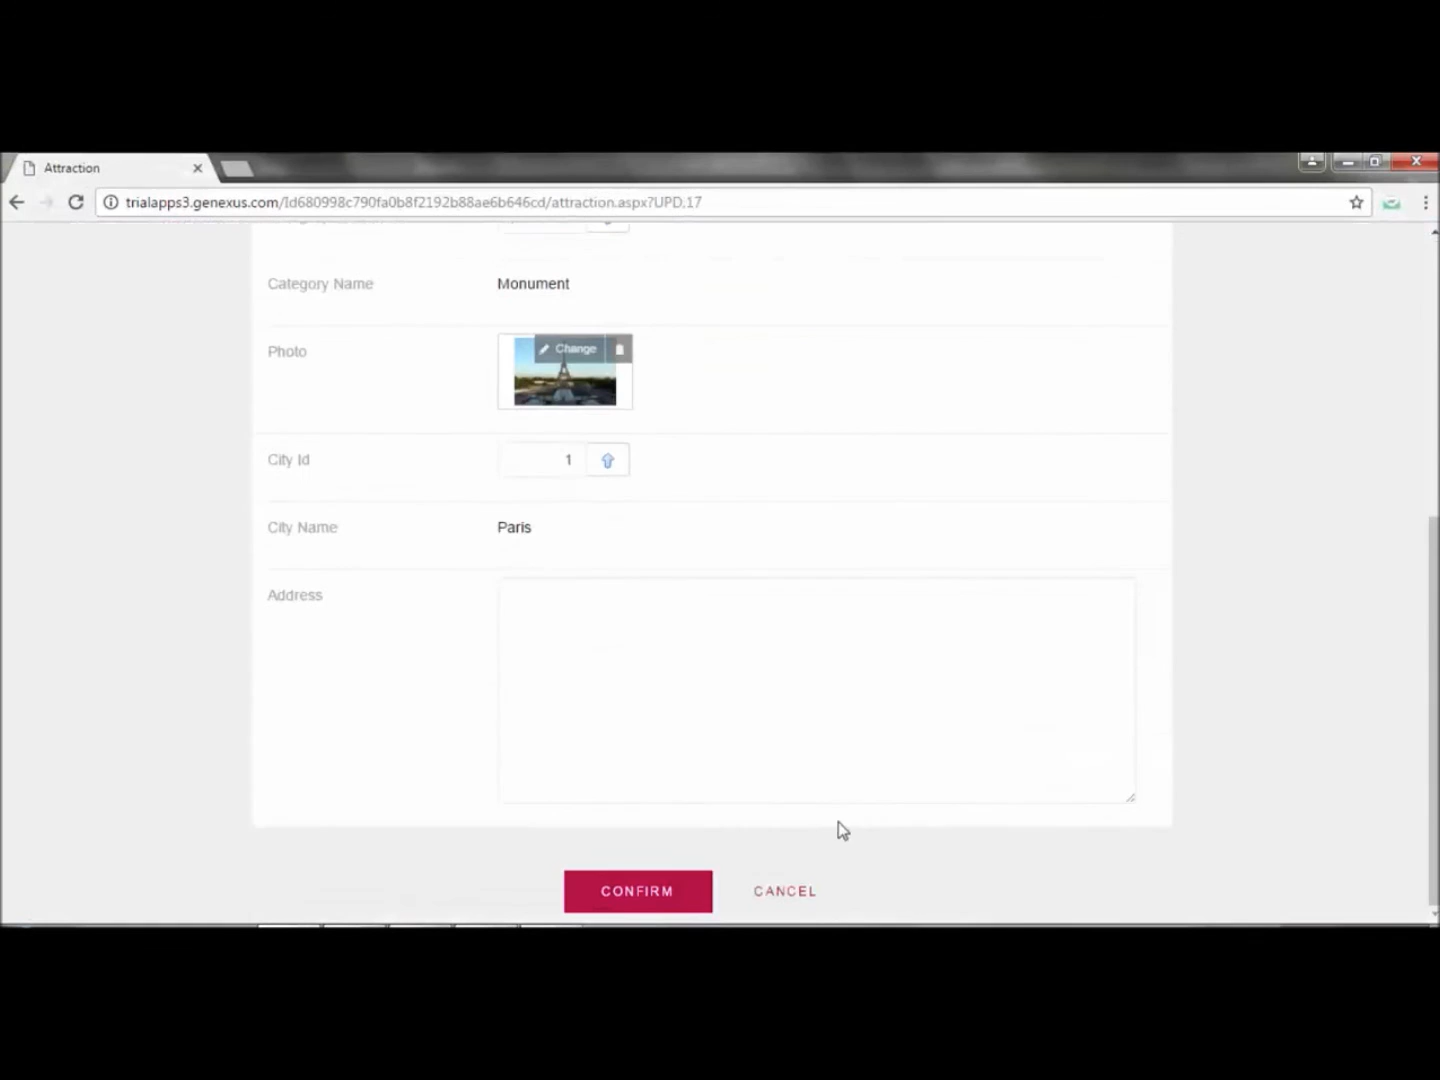 Attraction
trialapps3.genexus.com/Id680998c790fa0b8f2192b88ae6b646cd/attraction.aspx?UPD,17
Category Name Monument
Photo Change
City Id 1
City Name Paris
Address
CONFIRM CANCEL